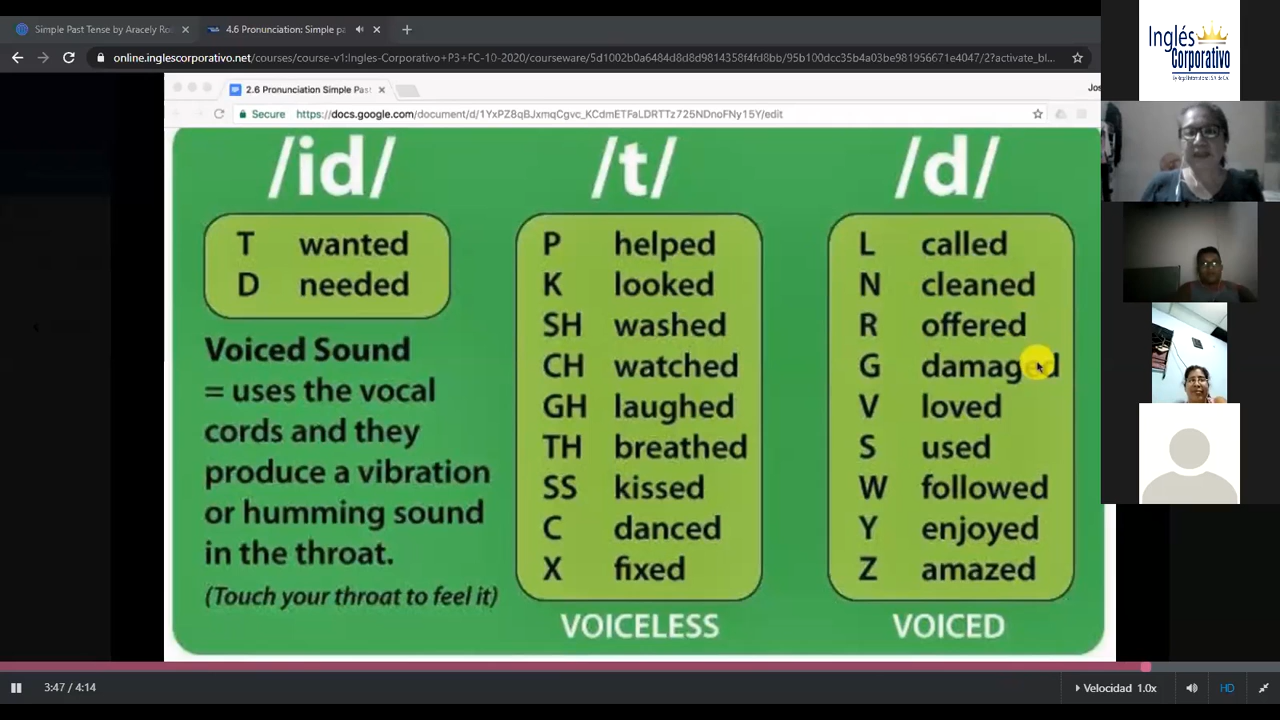 Simple Past Tense by Aracely Ro
4.6 Pronunciation: Simple pa
online.inglescorporativo.net/courses/course-v1:Ingles-Corporativo+P3+FC-10-2020/courseware/5d1002b0a6484d8d8d9814358f4fd8bb/95b100dcc35b4a03be981956671e4047/2?activate_bl...
Inglés
Corporativo
2.6 Pronunciation Simple Past
Jos
Secure https://docs.google.com/document/d/1YxPZ8qBJxmqCgvc_KCdmETFaLDRTTz725NDnoFNy15Y/edit
/id/
T wanted
D needed
Voiced Sound
= uses the vocal
cords and they
produce a vibration
or humming sound
in the throat.
(Touch your throat to feel it)
/t/
P helped
K looked
SH washed
CH watched
GH laughed
TH breathed
SS kissed
C danced
X fixed
VOICELESS
/d/
L called
N cleaned
R offered
G damaged
V loved
S used
W followed
Y enjoyed
Z amazed
VOICED
3:47 / 4:14
Velocidad 1.0x
HD